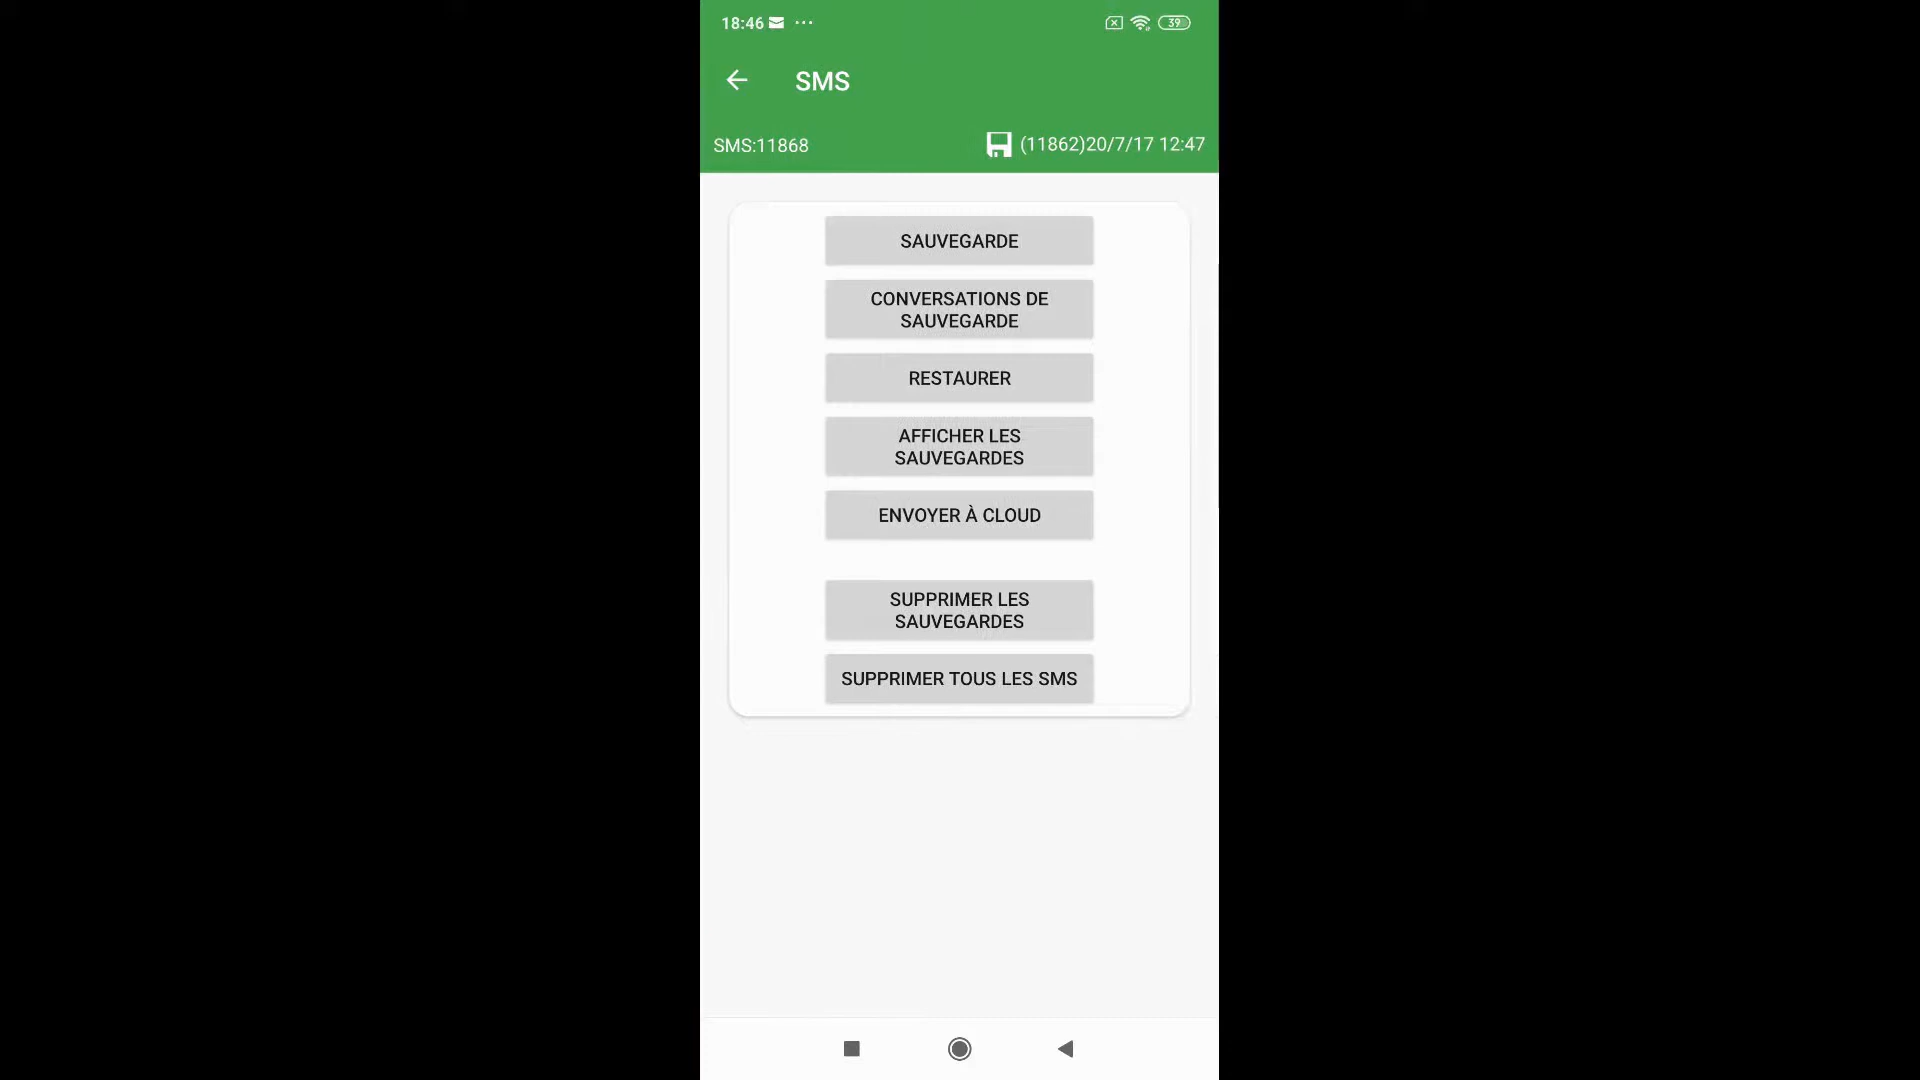 18:46
39
SMS
SMS:11868
(11862)20/7/17 12:47
SAUVEGARDE
CONVERSATIONS DE
SAUVEGARDE
RESTAURER
AFFICHER LES
SAUVEGARDES
ENVOYER À CLOUD
SUPPRIMER LES
SAUVEGARDES
SUPPRIMER TOUS LES SMS